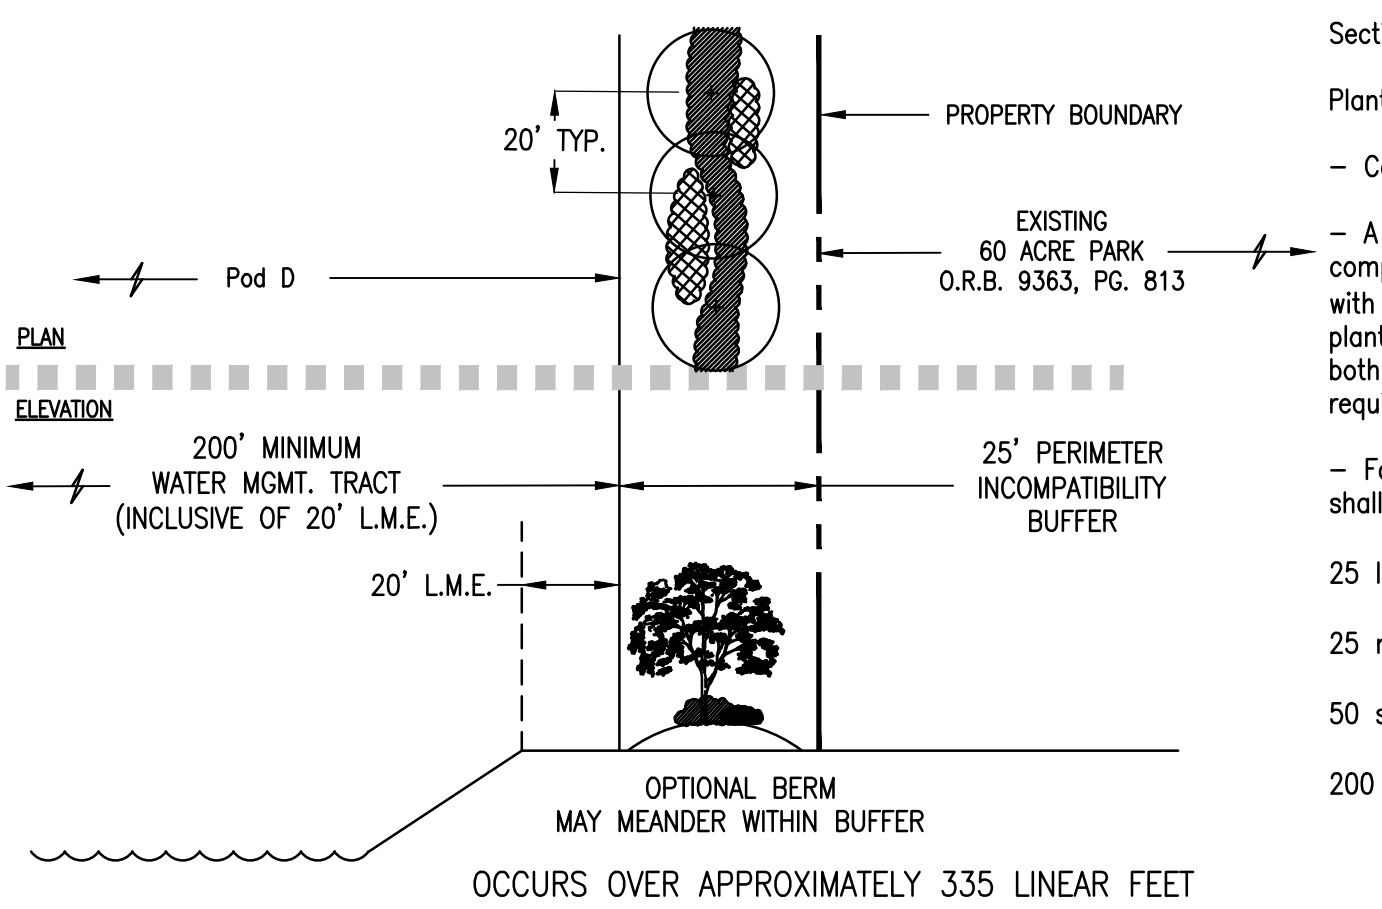 PROPERTY BOUNDARY
20' TYP.
EXISTING
60 ACRE PARK
O.R.B. 9363, PG. 813
Pod D
PLAN
ELEVATION
200' MINIMUM
WATER MGMT. TRACT
(INCLUSIVE OF 20' L.M.E.)
25' PERIMETER
INCOMPATIBILITY
BUFFER
20' L.M.E.
OPTIONAL BERM
MAY MEANDER WITHIN BUFFER
OCCURS OVER APPROXIMATELY 335 LINEAR FEET
– A
with
both
25
25
50
200